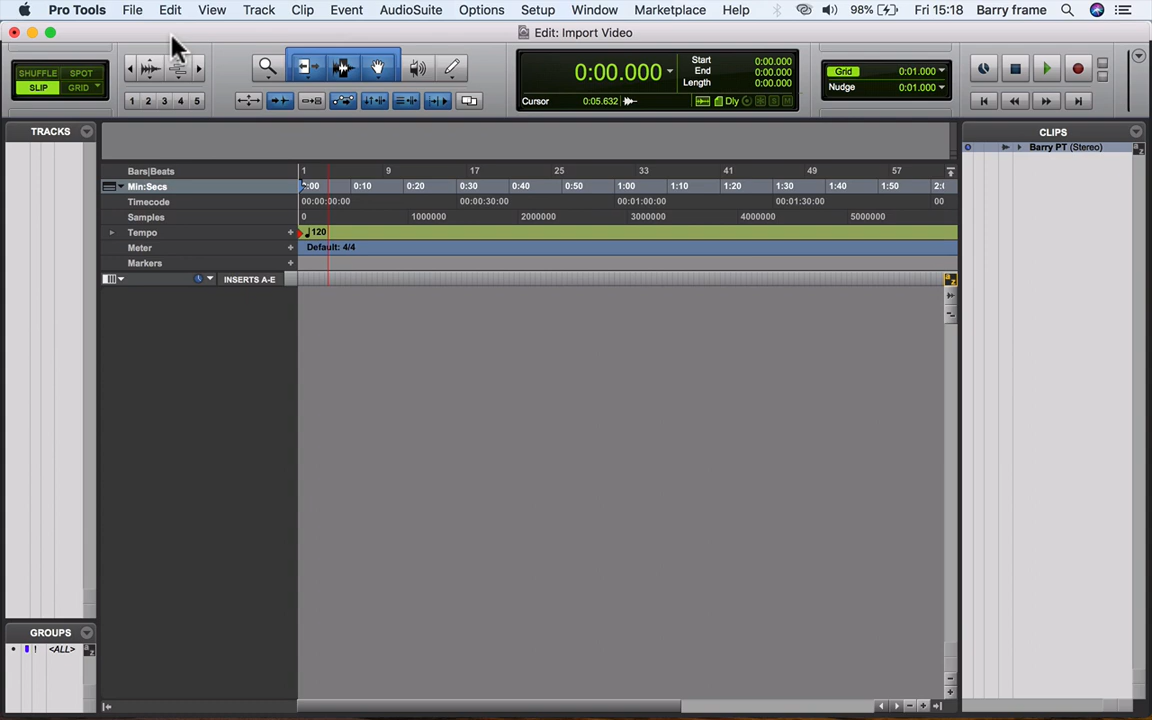 Pro Tools File Edit View Track Clip Event AudioSuite Options Setup Window Marketplace Help 98% Fri 15:18 Barry frame
Edit: Import Video
SHUFFLE SPOT
SLIP GRID
1 2 3 4 5
0:00.000
Start 0:00.000
End 0:00.000
Length 0:00.000
Cursor 0:05.632 Dly
Grid 0:01.000
Nudge 0:01.000
TRACKS
CLIPS
Barry PT (Stereo)
Bars|Beats 1 9 17 25 33 41 49 57
Min:Secs 0:00 0:10 0:20 0:30 0:40 0:50 1:00 1:10 1:20 1:30 1:40 1:50
Timecode 00:00:00:00 00:00:30:00 00:01:00:00 00:01:30:00 00
Samples 0 1000000 2000000 3000000 4000000 5000000
Tempo 120
Meter Default: 4/4
Markers
INSERTS A-E
GROUPS
! <ALL>